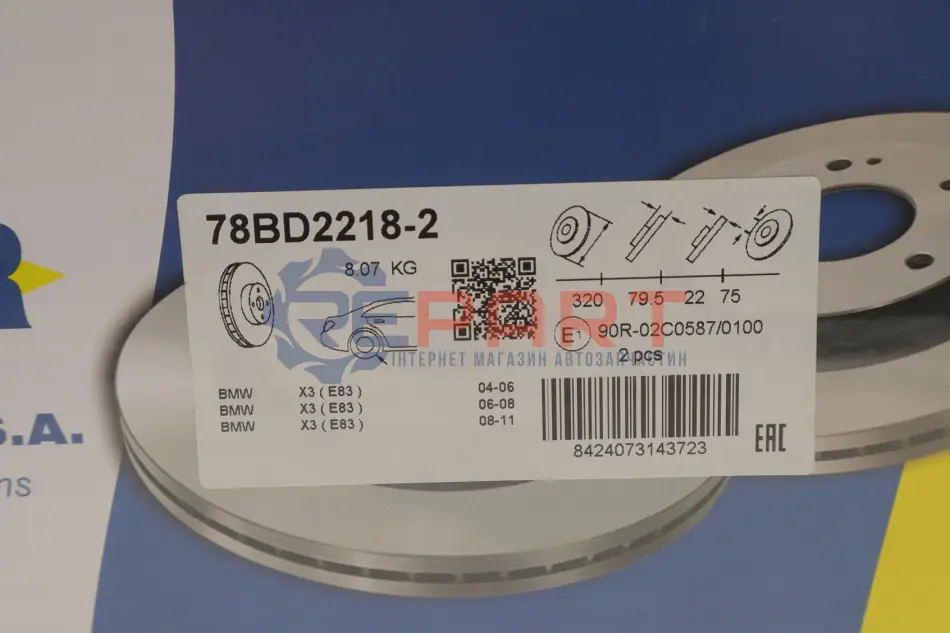 78BD2218-2
8.07 KG
320 79.5 22 75
E1 90R-02C0587/0100
2 pcs
REPART
ІНТЕРНЕТ МАГАЗИН АВТОЗАПЧАСТИН
BMW X3 ( E83 ) 04-06
BMW X3 ( E83 ) 06-08
BMW X3 ( E83 ) 08-11
8424073143723
EAC
R
S.A.
ns